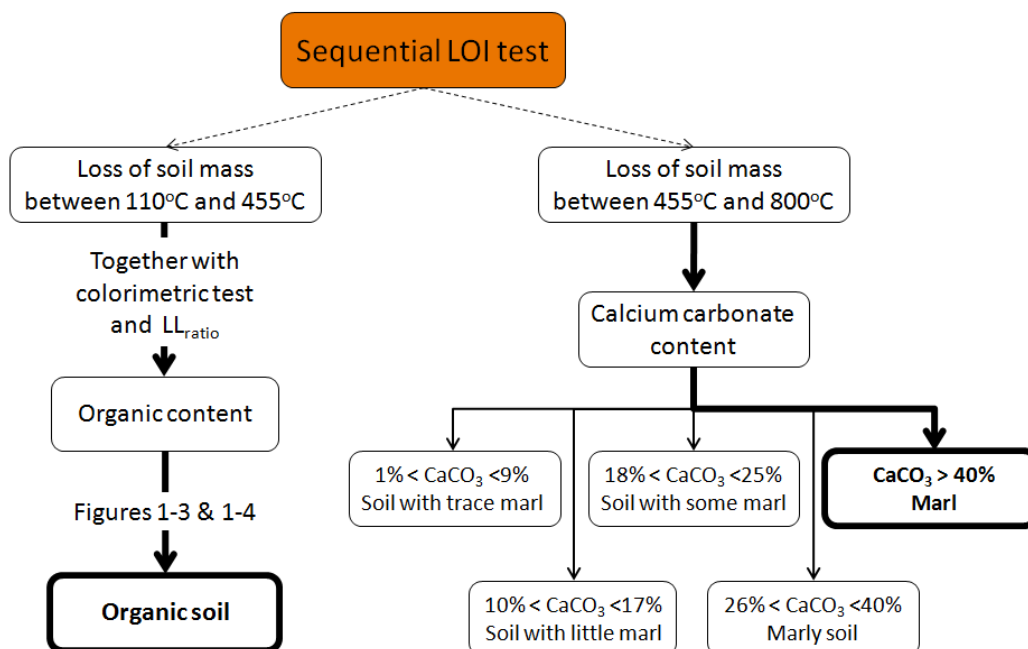 Sequential LOI test
Loss of soil mass
between 110°C and 455°C
Loss of soil mass
between 455°C and 800°C
Together with
colorimetric test
and LLratio
Calcium carbonate
content
Organic content
1% < CaCO3 <9%
Soil with trace marl
18% < CaCO3 <25%
Soil with some marl
CaCO3 > 40%
Marl
Figures 1-3 & 1-4
Organic soil
10% < CaCO3 <17%
Soil with little marl
26% < CaCO3 <40%
Marly soil